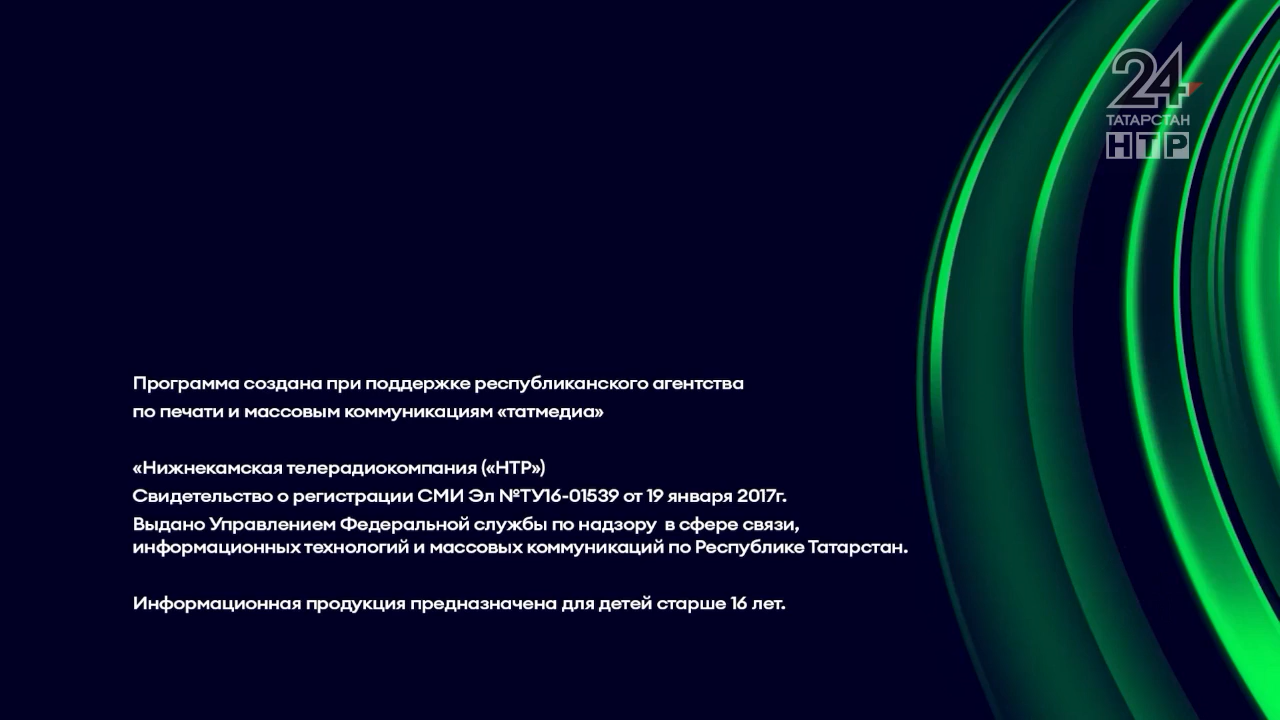 24
ТАТАРСТАН
НТР
Программа создана при поддержке республиканского агентства
по печати и массовым коммуникациям «татмедиа»
«Нижнекамская телерадиокомпания («НТР»)
Свидетельство о регистрации СМИ Эл №ТУ16-01539 от 19 января 2017г.
Выдано Управлением Федеральной службы по надзору в сфере связи,
информационных технологий и массовых коммуникаций по Республике Татарстан.
Информационная продукция предназначена для детей старше 16 лет.